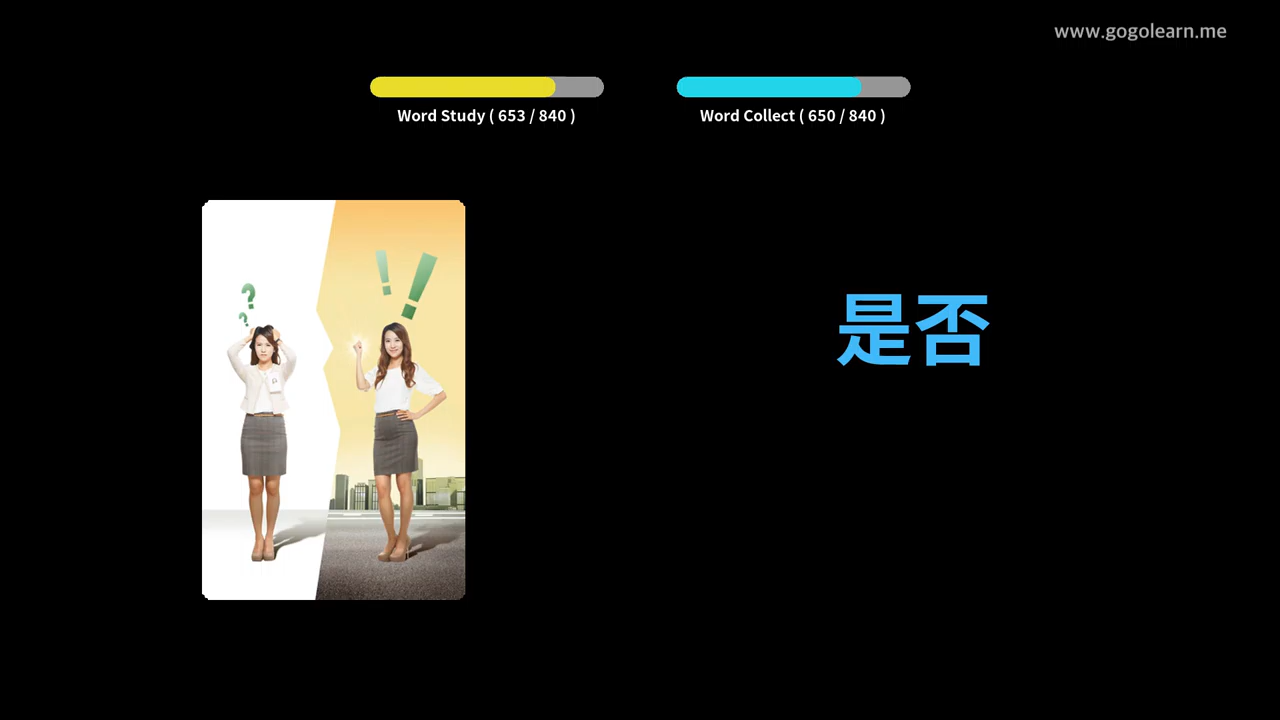 www.gogolearn.me
Word Study ( 653 / 840 )
Word Collect ( 650 / 840 )
? ?
! !
是否